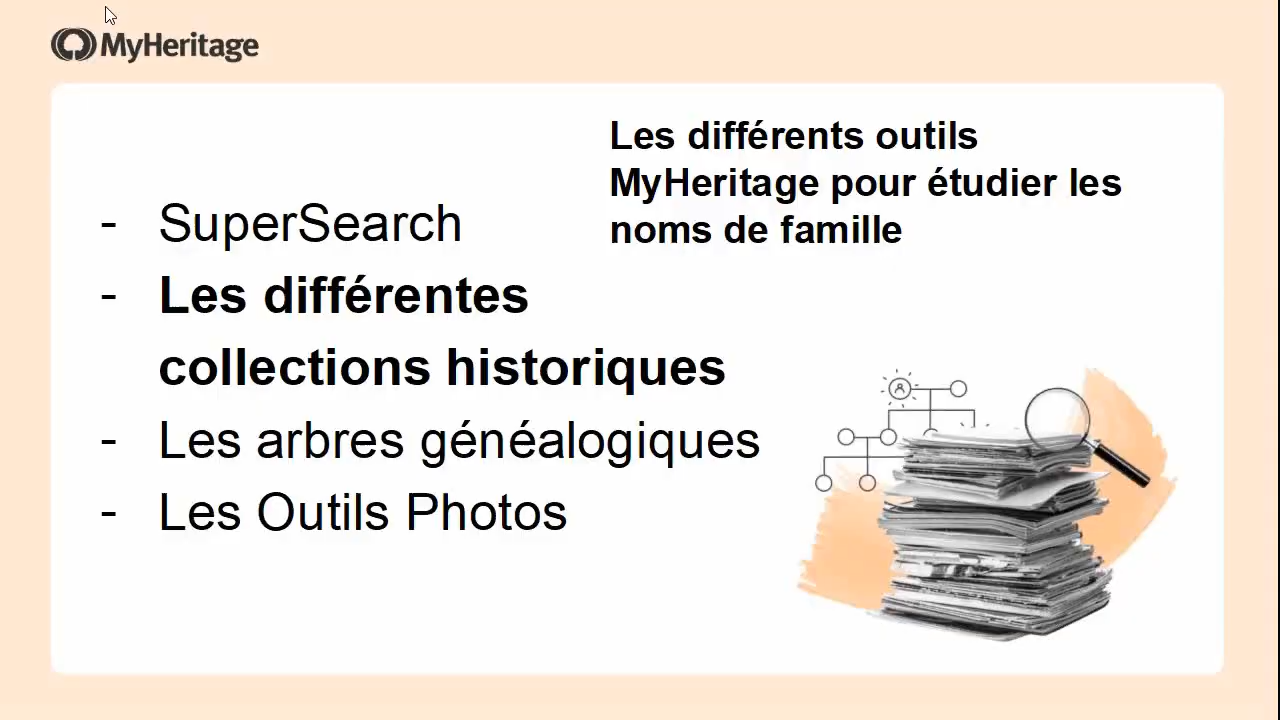 MyHeritage
Les différents outils
MyHeritage pour étudier les
noms de famille
- SuperSearch
- Les différentes
collections historiques
- Les arbres généalogiques
- Les Outils Photos